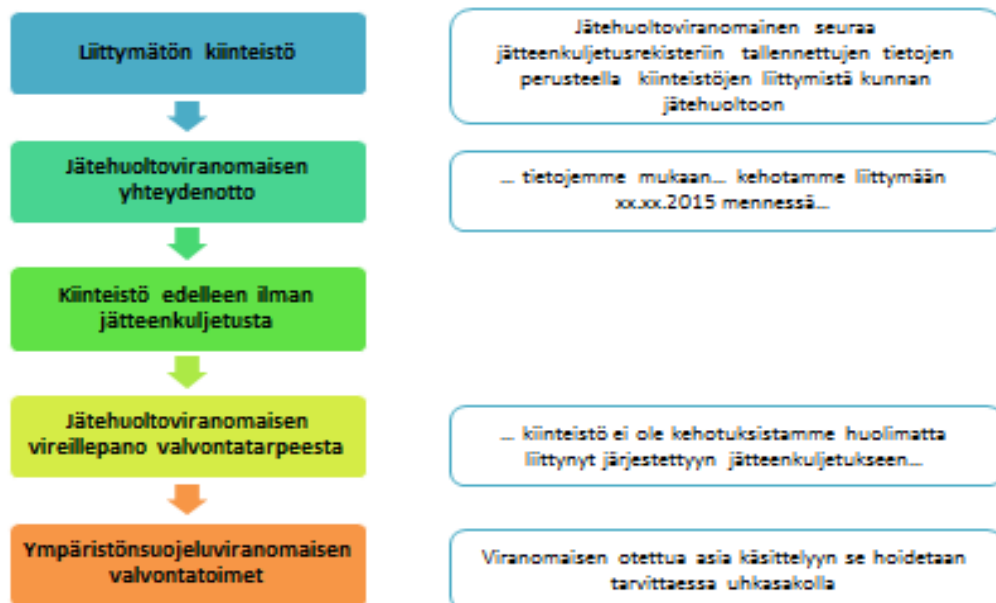 Liittymätön kiinteistö
Jätehuoltoviranomainen seuraa
jätteenkuljetusrekisteriin tallennettujen tietojen
perusteella kiinteistöjen liittymistä kunnan
jätehuoltoon
Jätehuoltoviranomaisen
yhteydenotto
... tietojemme mukaan... kehotamme liittymään
xx.xx.2015 mennessä...
Kiinteistö edelleen ilman
jätteenkuljetusta
Jätehuoltoviranomaisen
vireillepano valvontatarpeesta
... kiinteistö ei ole kehotuksistamme huolimatta
liittynyt järjestettyyn jätteenkuljetukseen...
Ympäristönsuojeluviranomaisen
valvontatoimet
Viranomaisen otettua asia käsittelyyn se hoidetaan
tarvittaessa uhkasakolla